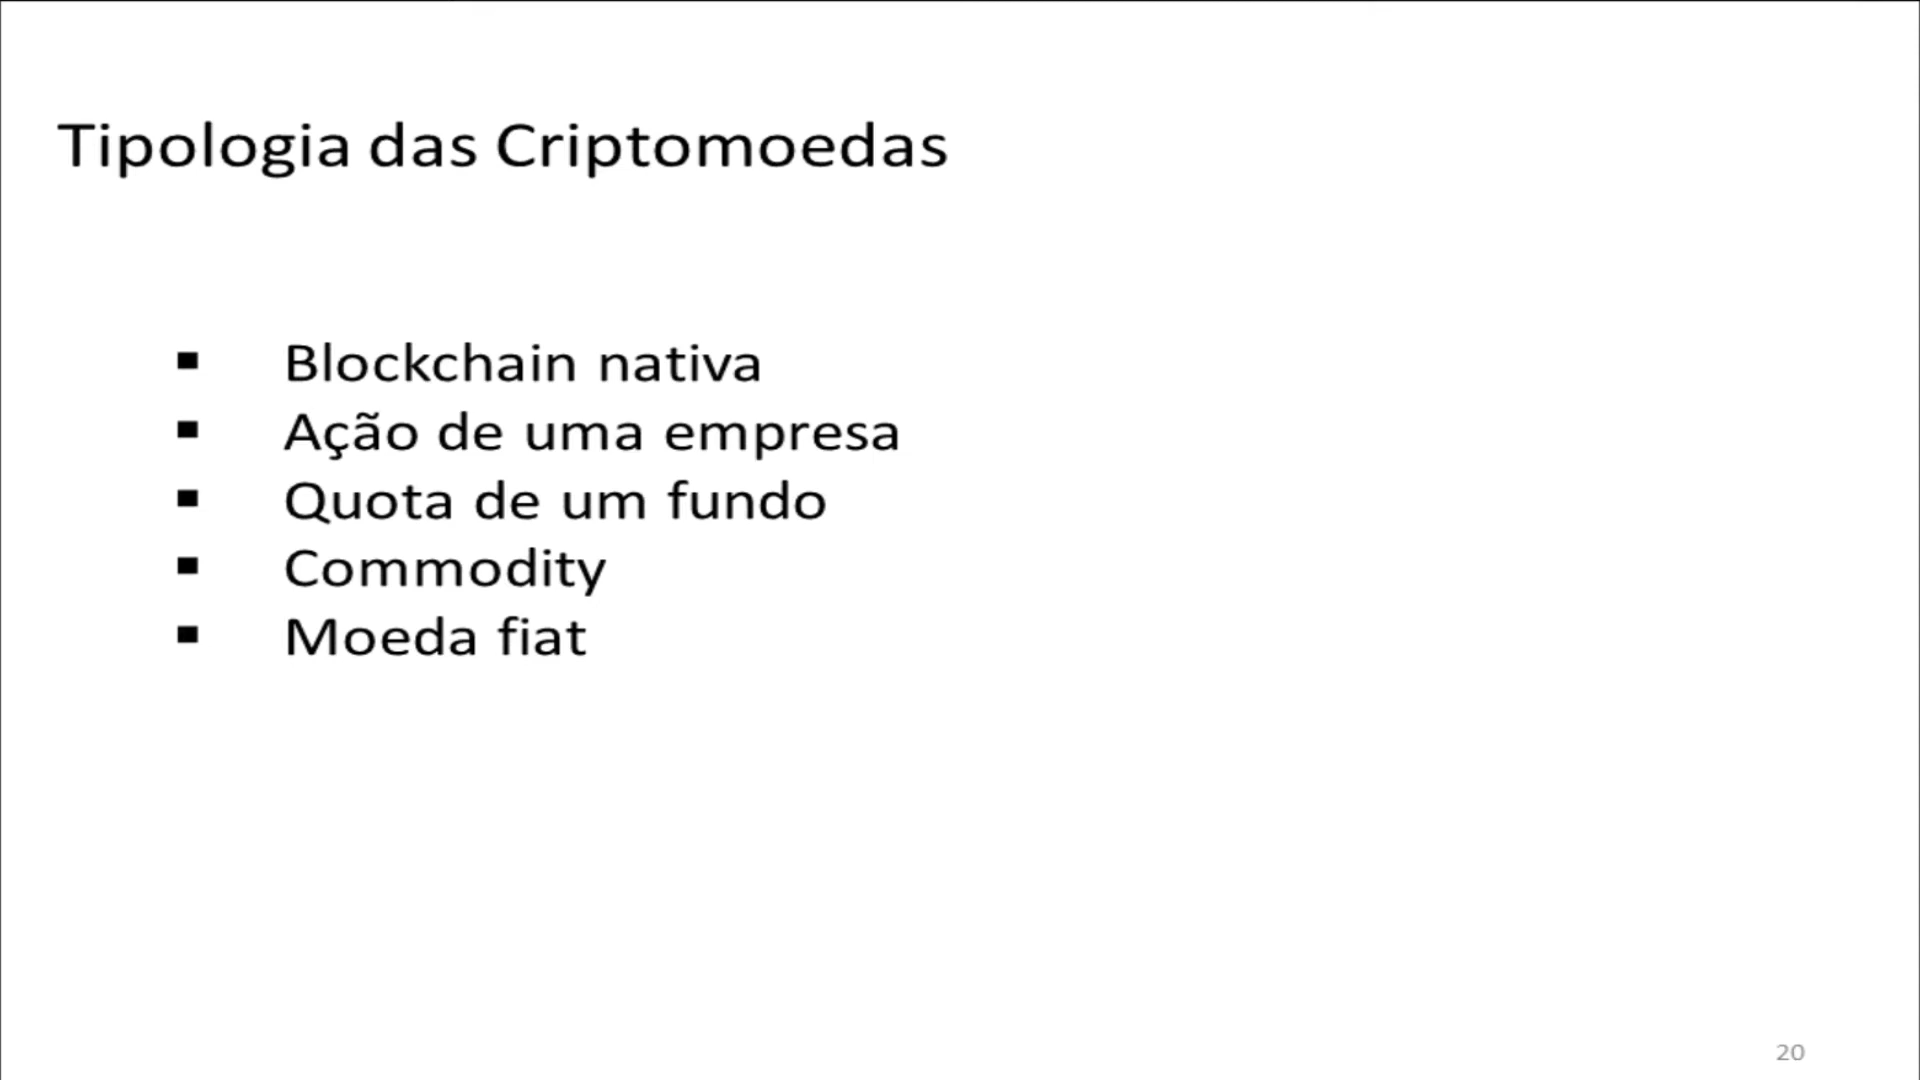 Tipologia das Criptomoedas
▪ Blockchain nativa
▪ Ação de uma empresa
▪ Quota de um fundo
▪ Commodity
▪ Moeda fiat
20